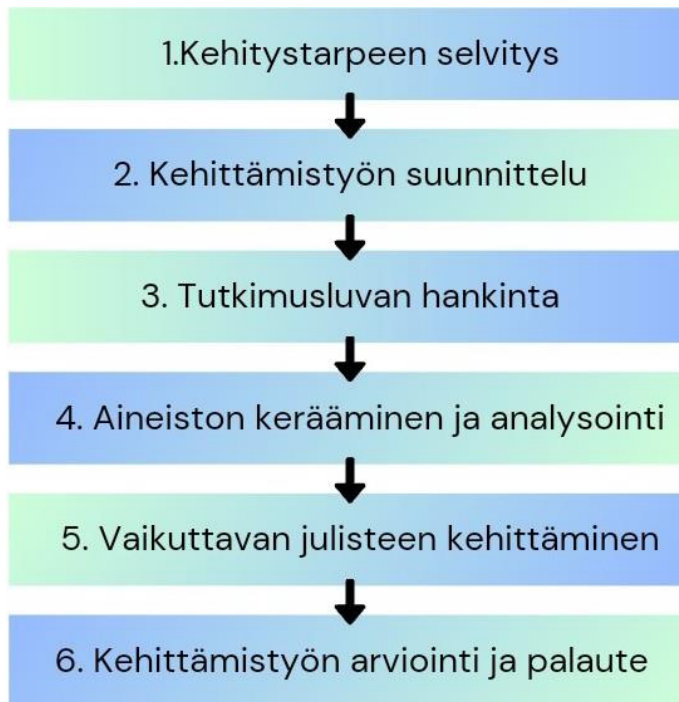 1.Kehitystarpeen selvitys
2. Kehittämistyön suunnittelu
3. Tutkimusluvan hankinta
4. Aineiston kerääminen ja analysointi
5. Vaikuttavan julisteen kehittäminen
6. Kehittämistyön arviointi ja palaute